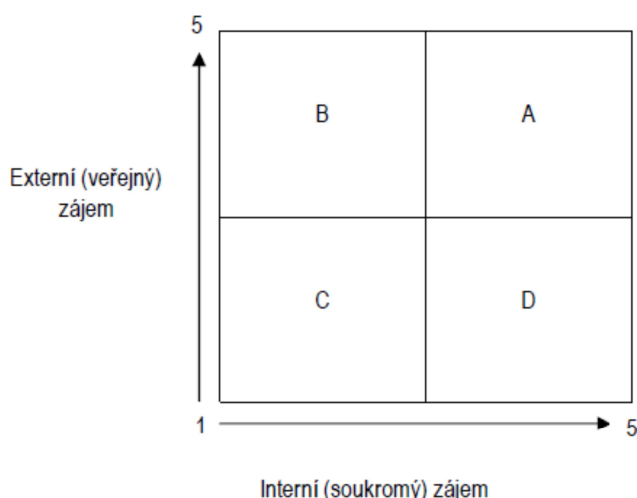 5
B A
Externí (veřejný)
zájem
C D
1 5
Interní (soukromý) zájem